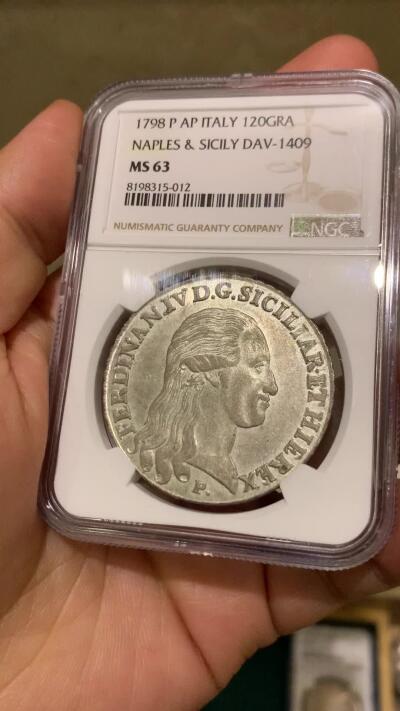 1798 P AP ITALY 120GRA
NAPLES & SICILY DAV-1409
MS 63
8198315-012
NUMISMATIC GUARANTY COMPANY
NGC
FERDINAN.IV D.G.SICILIAR.ET HIE.REX
P.